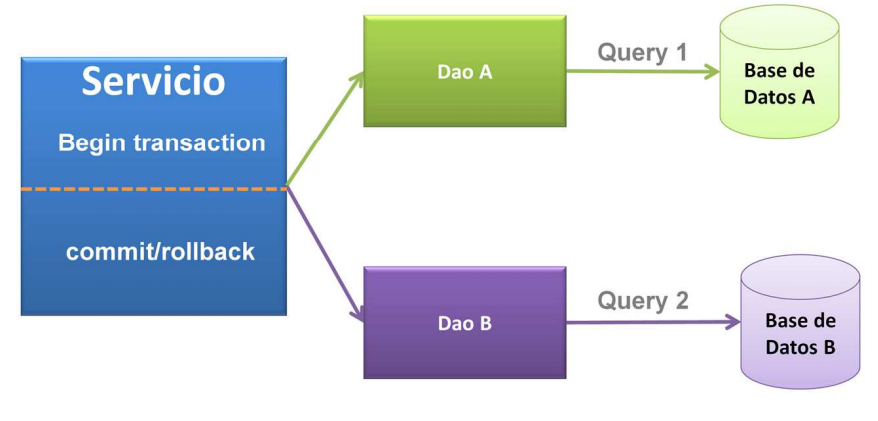 Servicio
Begin transaction
commit/rollback
Dao A
Query 1
Base de
Datos A
Dao B
Query 2
Base de
Datos B